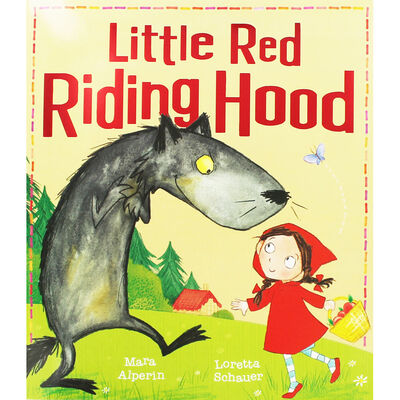 Little Red
Riding Hood
Mara
Alperin
Loretta
Schauer